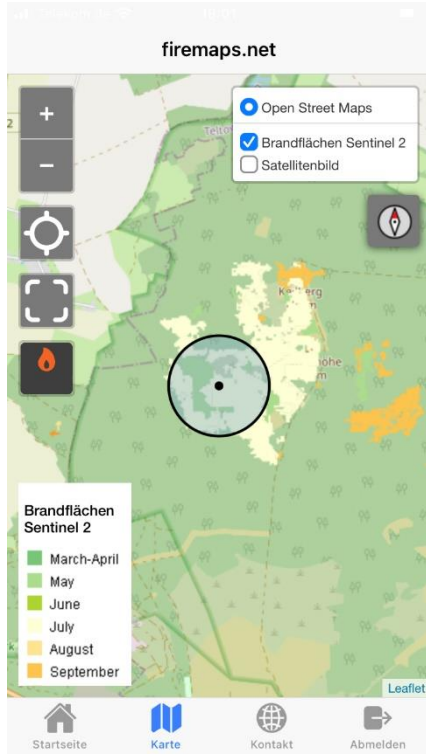 firemaps.net
+
Open Street Maps
2
Brandflächen Sentinel 2
−
Satellitenbild
Brandflächen
Sentinel 2
March-April
May
June
July
August
September
Leaflet
Startseite
Karte
Kontakt
Abmelden